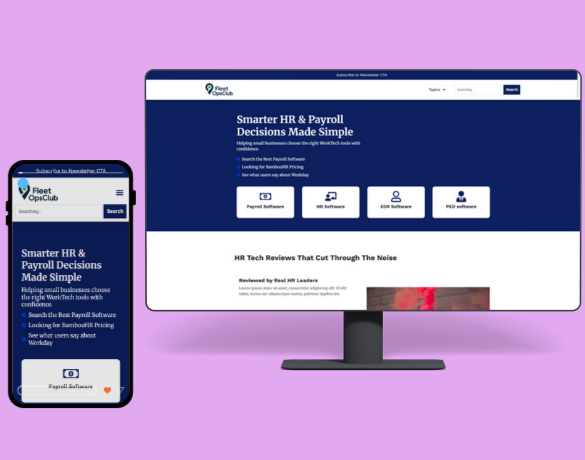 Subscribe to Newsletter CTA
Fleet
OpsClub
Topics
Searching...
Search
Smarter HR & Payroll
Decisions Made Simple
Helping small businesses choose the right WorkTech tools with
confidence.
Search the Best Payroll Software
Looking for BambooHR Pricing
See what users say about Workday
Payroll Software
HR Software
EOR Software
PEO software
HR Tech Reviews That Cut Through The Noise
Reviewed by Real HR Leaders
Lorem ipsum dolor sit amet, consectetur adipiscing elit. Ut elit
tellus, luctus nec ullamcorper mattis, pulvinar dapibus leo.
Subscribe to Newsletter CTA
Fleet
OpsClub
Searching...
Search
Smarter HR &
Payroll Decisions
Made Simple
Helping small businesses choose
the right WorkTech tools with
confidence.
Search the Best Payroll Software
Looking for BambooHR Pricing
See what users say about
Workday
Payroll Software